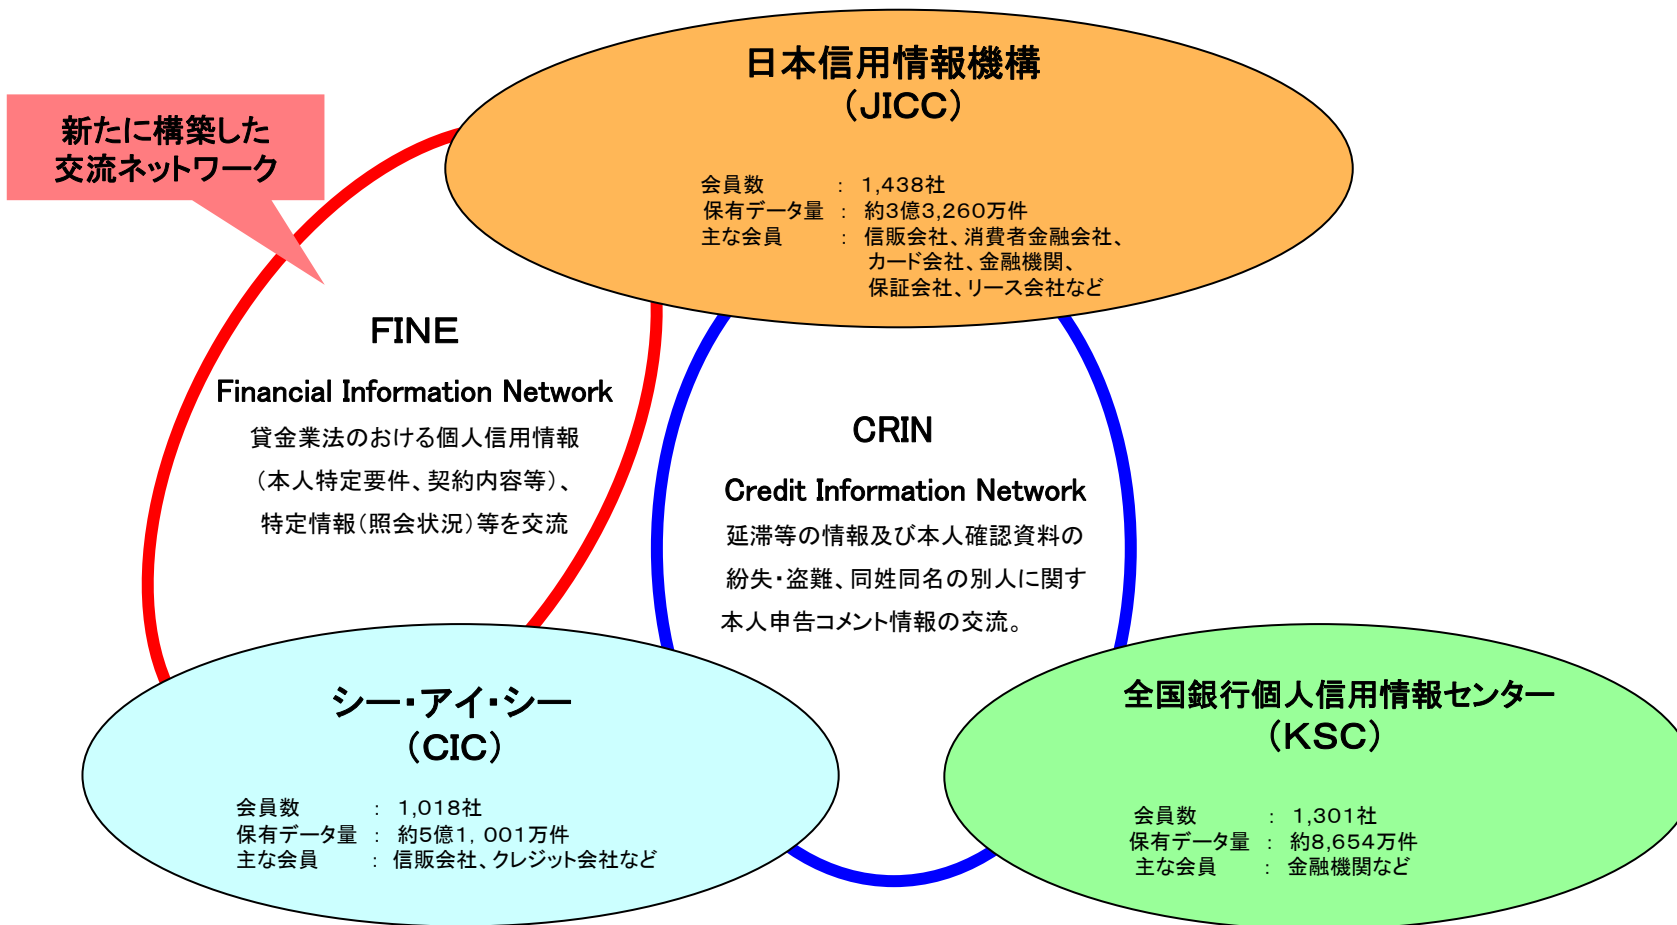 日本信用情報機構
（JICC）
会員数 ： 1,438社
保有データ量 ： 約3億3,260万件
主な会員 ： 信販会社、消費者金融会社、
カード会社、金融機関、
保証会社、リース会社など
新たに構築した
交流ネットワーク
FINE
Financial Information Network
貸金業法のおける個人信用情報
（本人特定要件、契約内容等）、
特定情報（照会状況）等を交流
CRIN
Credit Information Network
延滞等の情報及び本人確認資料の
紛失・盗難、同姓同名の別人に関す
本人申告コメント情報の交流。
シー・アイ・シー
（CIC）
会員数 ： 1,018社
保有データ量 ： 約5億1，001万件
主な会員 ： 信販会社、クレジット会社など
全国銀行個人信用情報センター
（KSC）
会員数 ： 1,301社
保有データ量 ： 約8,654万件
主な会員 ： 金融機関など